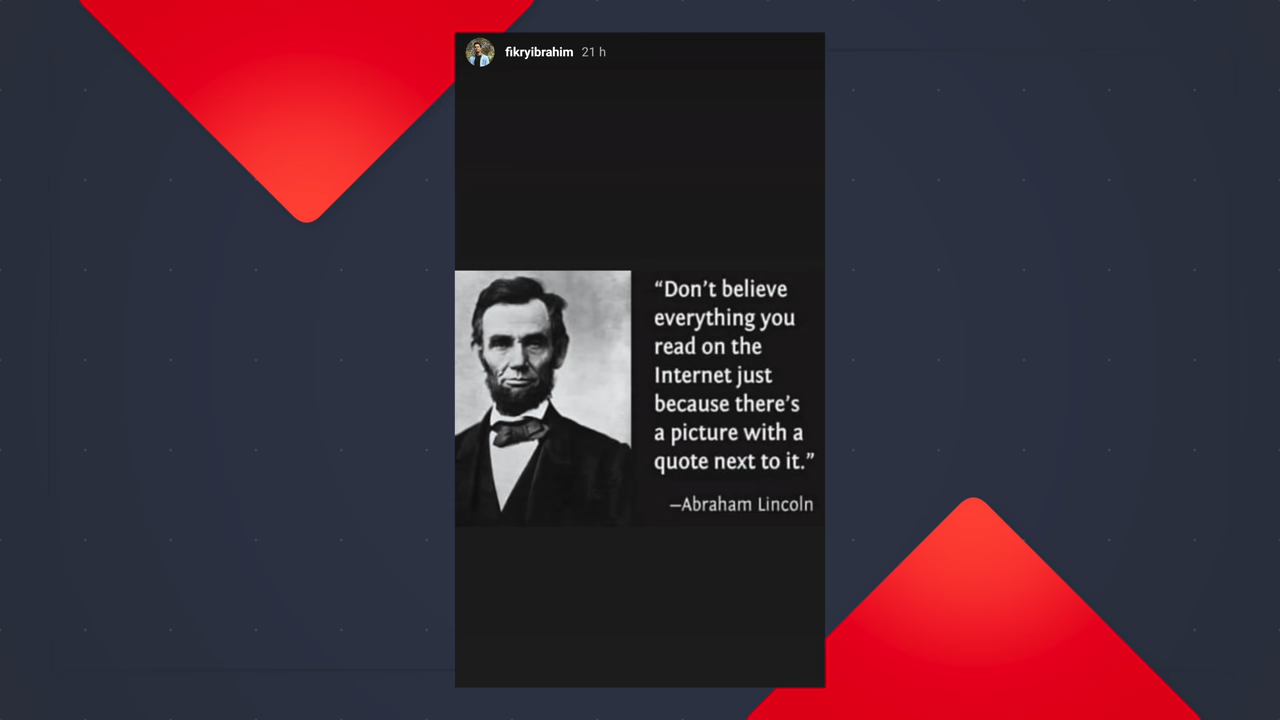 fikryibrahim 21 h
“Don’t believe
everything you
read on the
Internet just
because there’s
a picture with a
quote next to it.”
—Abraham Lincoln